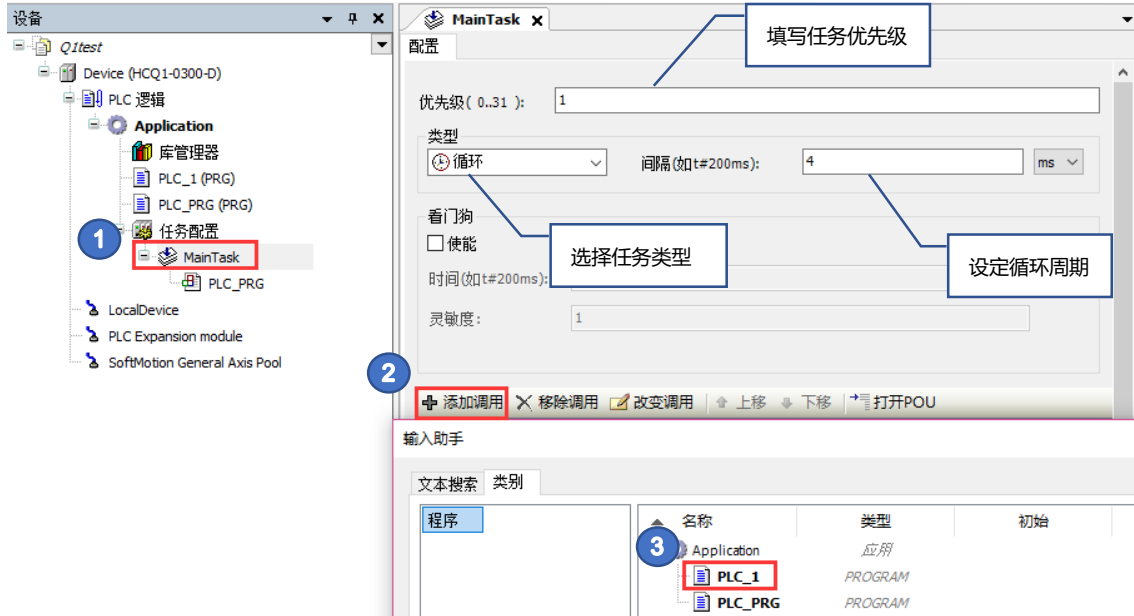 设备
Q1test
Device (HCQ1-0300-D)
PLC 逻辑
Application
库管理器
PLC_1 (PRG)
PLC_PRG (PRG)
1
任务配置
MainTask
PLC_PRG
LocalDevice
PLC Expansion module
SoftMotion General Axis Pool
MainTask
配置
填写任务优先级
优先级( 0..31 ): 1
类型
循环 间隔(如t#200ms): 4 ms
看门狗
使能
选择任务类型
设定循环周期
时间(如t#200ms):
灵敏度: 1
2
添加调用 移除调用 改变调用 上移 下移 打开POU
输入助手
文本搜索 类别
程序
名称 类型 初始
3
Application 应用
PLC_1 PROGRAM
PLC_PRG PROGRAM